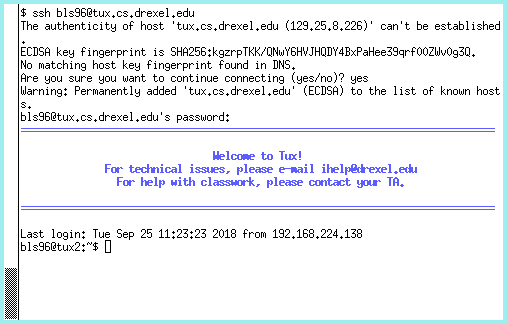 $ ssh bls96@tux.cs.drexel.edu
The authenticity of host 'tux.cs.drexel.edu (129.25.8.226)' can't be established
.
ECDSA key fingerprint is SHA256:kgzrpTKK/QNwY6HVJHQDY4BxPaHee39qrf00ZWvOg3Q.
No matching host key fingerprint found in DNS.
Are you sure you want to continue connecting (yes/no)? yes
Warning: Permanently added 'tux.cs.drexel.edu' (ECDSA) to the list of known host
s.
bls96@tux.cs.drexel.edu's password:
Welcome to Tux!
For technical issues, please e-mail ihelp@drexel.edu
For help with classwork, please contact your TA.
Last login: Tue Sep 25 11:23:23 2018 from 192.168.224.138
bls96@tux2:~$